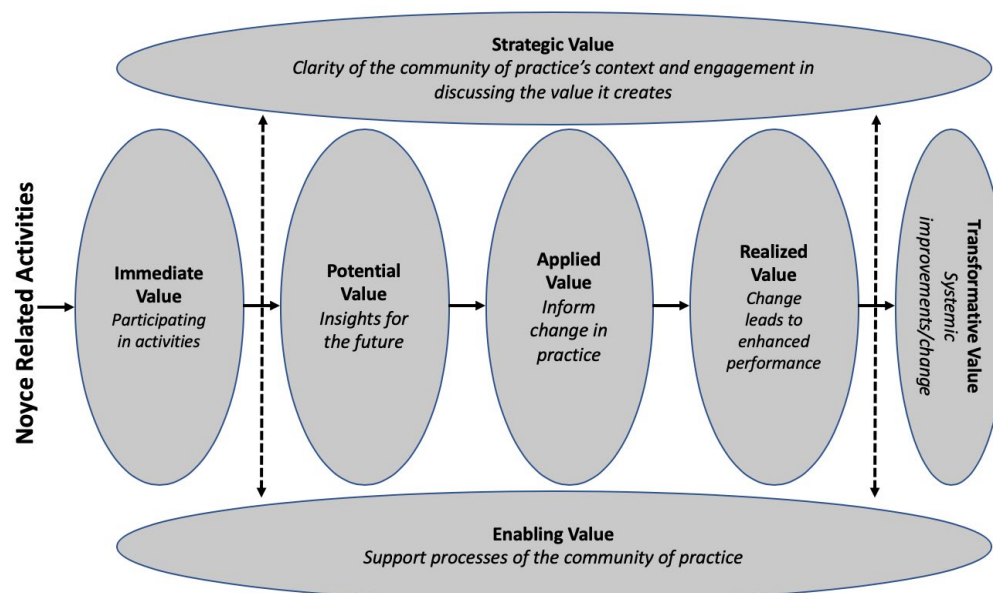 Strategic Value
Clarity of the community of practice’s context and engagement in
discussing the value it creates
Noyce Related Activities
Immediate
Value
Participating
in activities
Potential
Value
Insights for
the future
Applied
Value
Inform
change in
practice
Realized
Value
Change
leads to
enhanced
performance
Transformative Value
Systemic
improvements/change
Enabling Value
Support processes of the community of practice